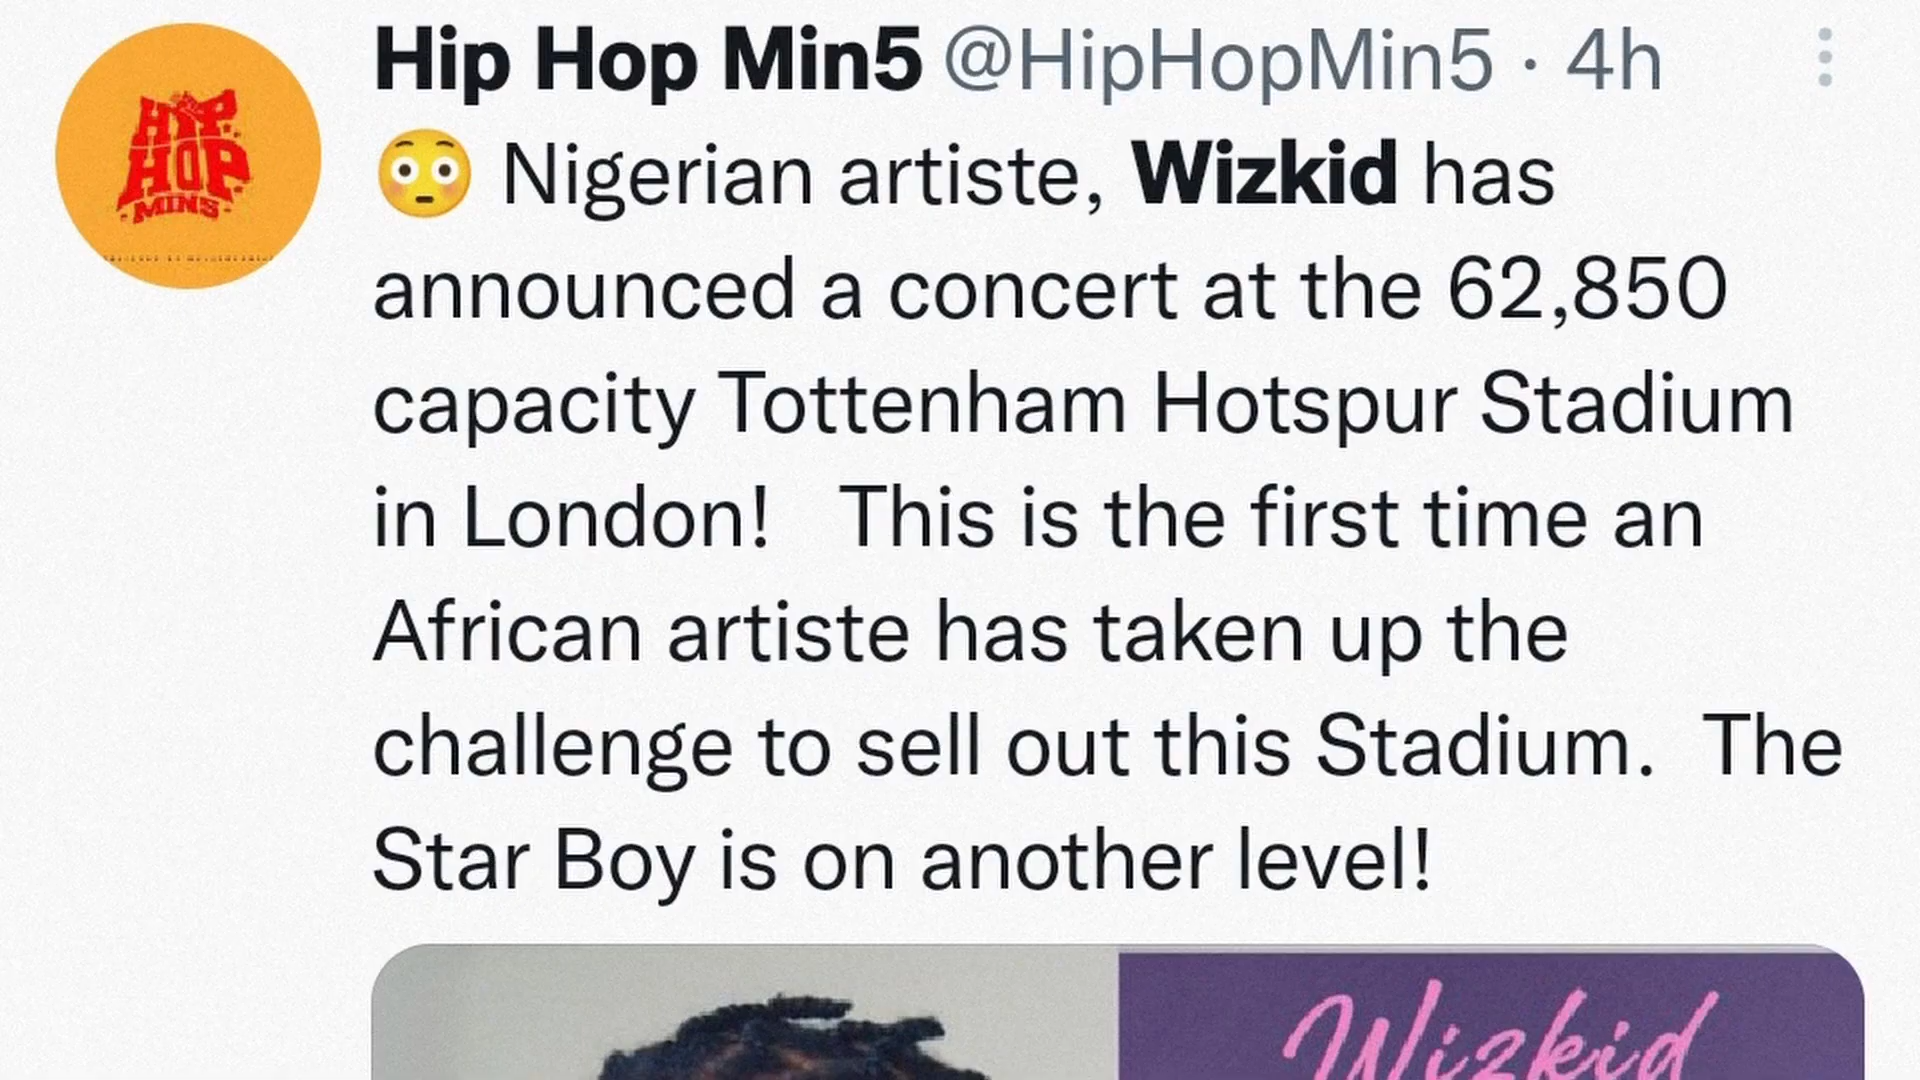 Hip Hop Min5 @HipHopMin5 · 4h
HIP
HOP
MINS
😳 Nigerian artiste, Wizkid has
announced a concert at the 62,850
capacity Tottenham Hotspur Stadium
in London!   This is the first time an
African artiste has taken up the
challenge to sell out this Stadium.  The
Star Boy is on another level!
Wizkid